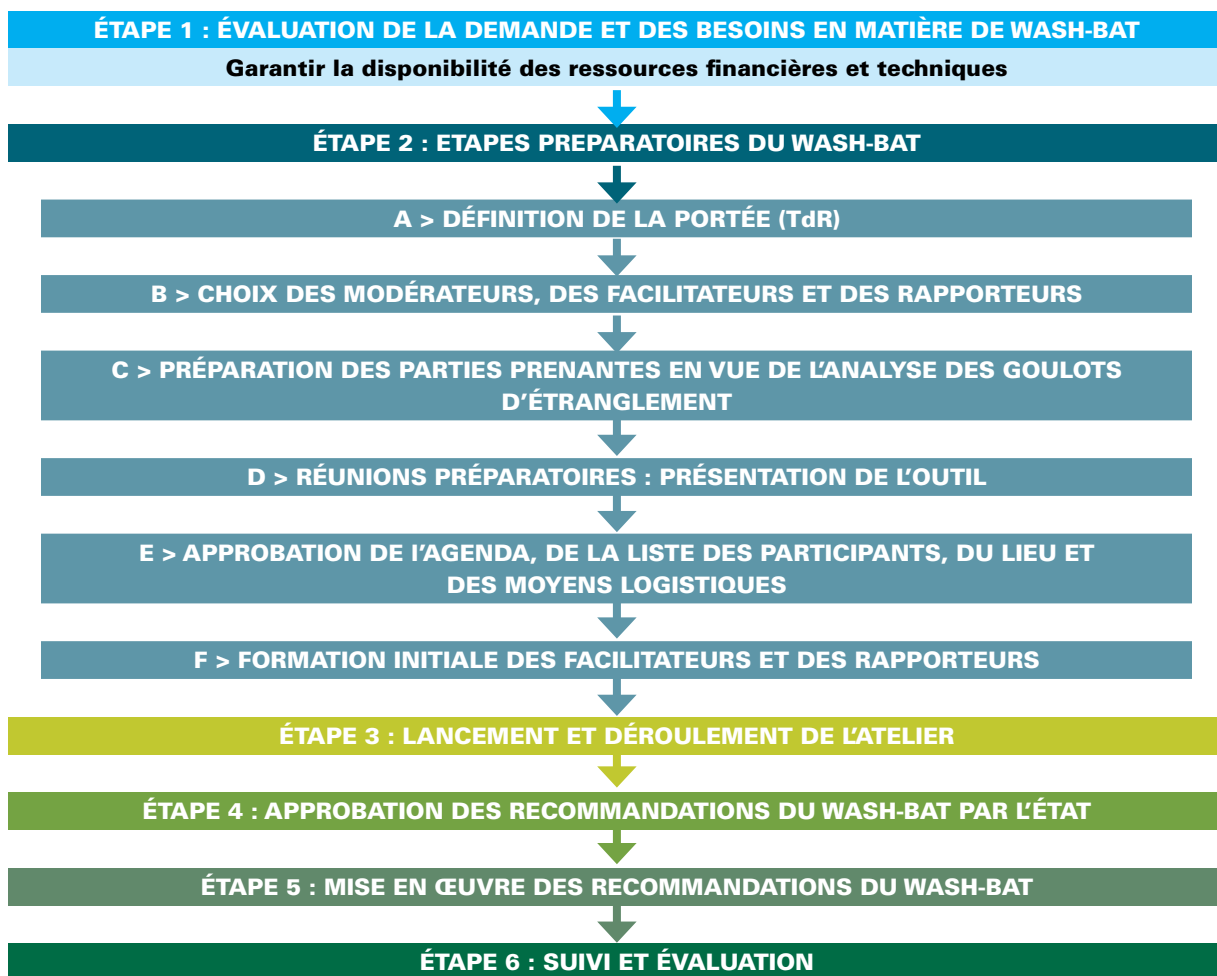 ÉTAPE 1 : ÉVALUATION DE LA DEMANDE ET DES BESOINS EN MATIÈRE DE WASH-BAT
Garantir la disponibilité des ressources financières et techniques
ÉTAPE 2 : ETAPES PREPARATOIRES DU WASH-BAT
A > DÉFINITION DE LA PORTÉE (TdR)
B > CHOIX DES MODÉRATEURS, DES FACILITATEURS ET DES RAPPORTEURS
C > PRÉPARATION DES PARTIES PRENANTES EN VUE DE L'ANALYSE DES GOULOTS
D'ÉTRANGLEMENT
D > RÉUNIONS PRÉPARATOIRES : PRÉSENTATION DE L'OUTIL
E > APPROBATION DE l'AGENDA, DE LA LISTE DES PARTICIPANTS, DU LIEU ET
DES MOYENS LOGISTIQUES
F > FORMATION INITIALE DES FACILITATEURS ET DES RAPPORTEURS
ÉTAPE 3 : LANCEMENT ET DÉROULEMENT DE L'ATELIER
ÉTAPE 4 : APPROBATION DES RECOMMANDATIONS DU WASH-BAT PAR L'ÉTAT
ÉTAPE 5 : MISE EN ŒUVRE DES RECOMMANDATIONS DU WASH-BAT
ÉTAPE 6 : SUIVI ET ÉVALUATION